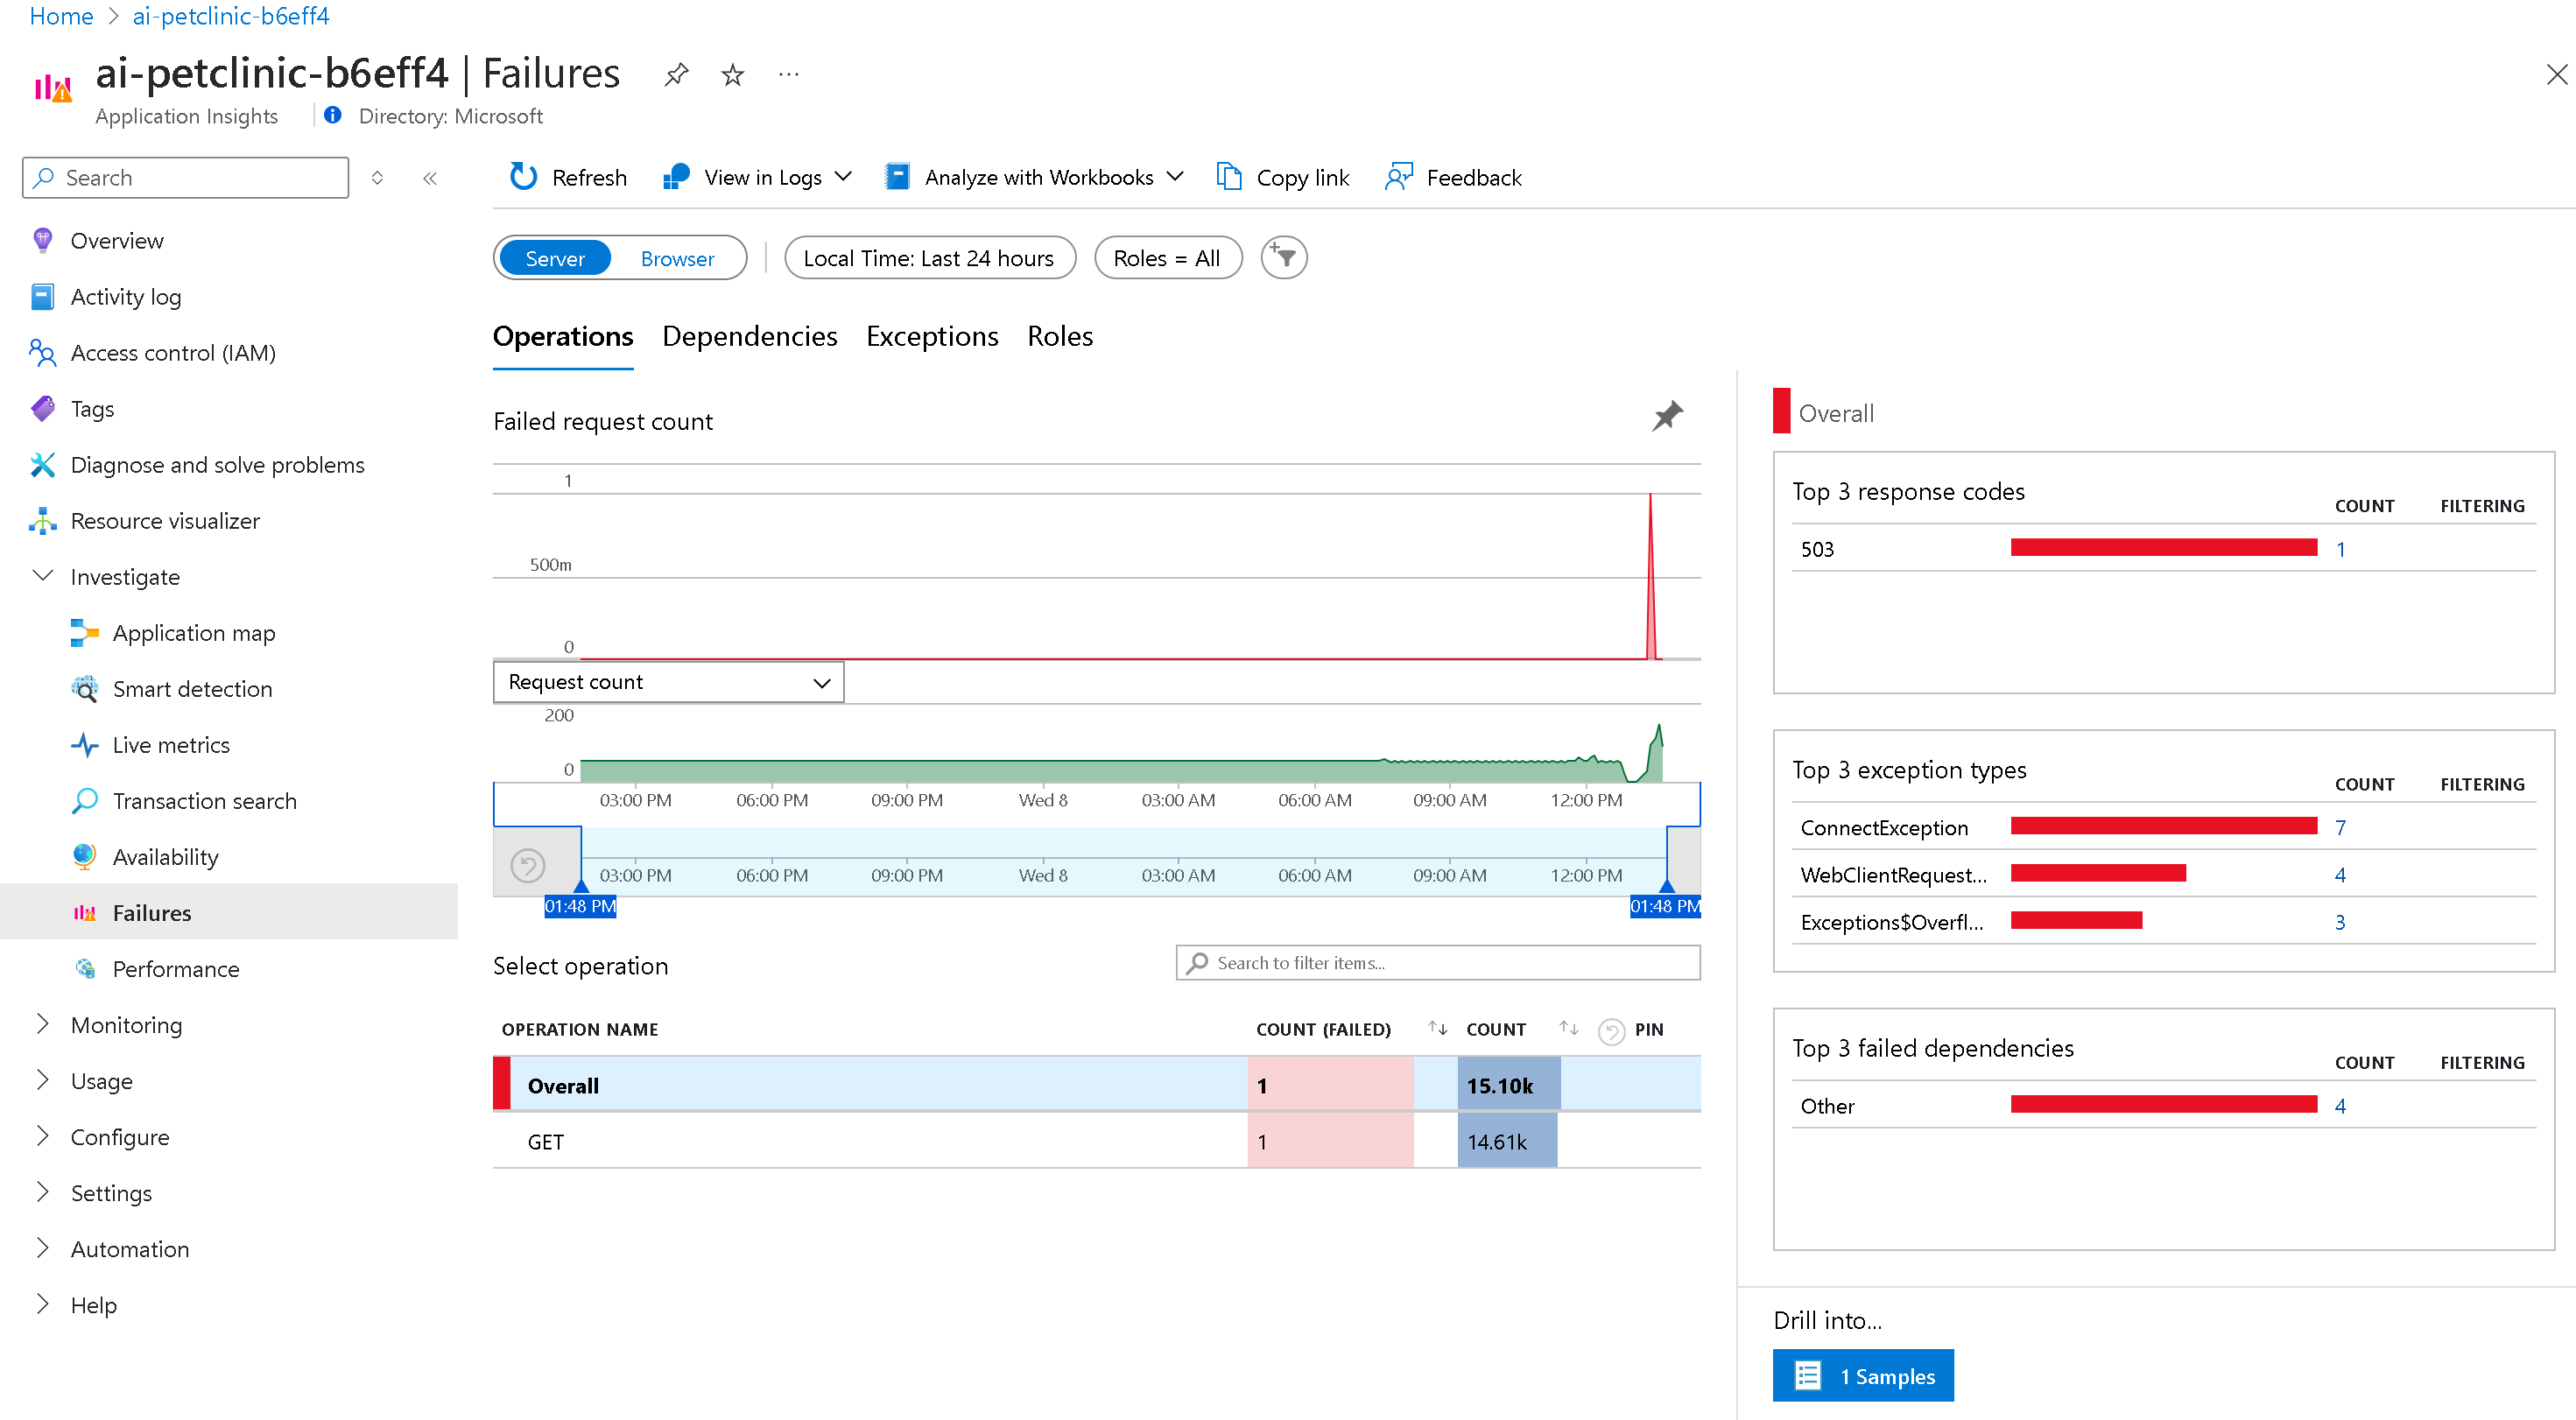 Home > ai-petclinic-b6eff4
ai-petclinic-b6eff4 | Failures
Application Insights
Directory: Microsoft
Search
Overview
Activity log
Access control (IAM)
Tags
Diagnose and solve problems
Resource visualizer
Investigate
Application map
Smart detection
Live metrics
Transaction search
Availability
Failures
Performance
Monitoring
Usage
Configure
Settings
Automation
Help
Refresh
View in Logs
Analyze with Workbooks
Copy link
Feedback
Server
Browser
Local Time: Last 24 hours
Roles = All
Operations
Dependencies
Exceptions
Roles
Failed request count
1
500m
0
Request count
200
0
03:00 PM 06:00 PM 09:00 PM Wed 8 03:00 AM 06:00 AM 09:00 AM 12:00 PM
03:00 PM 06:00 PM 09:00 PM Wed 8 03:00 AM 06:00 AM 09:00 AM 12:00 PM
01:48 PM 01:48 PM
Select operation
Search to filter items...
OPERATION NAME COUNT (FAILED) COUNT PIN
Overall 1 15.10k
GET 1 14.61k
Overall
Top 3 response codes COUNT FILTERING
503 1
Top 3 exception types COUNT FILTERING
ConnectException 7
WebClientRequest... 4
Exceptions$Overfl... 3
Top 3 failed dependencies COUNT FILTERING
Other 4
Drill into...
1 Samples